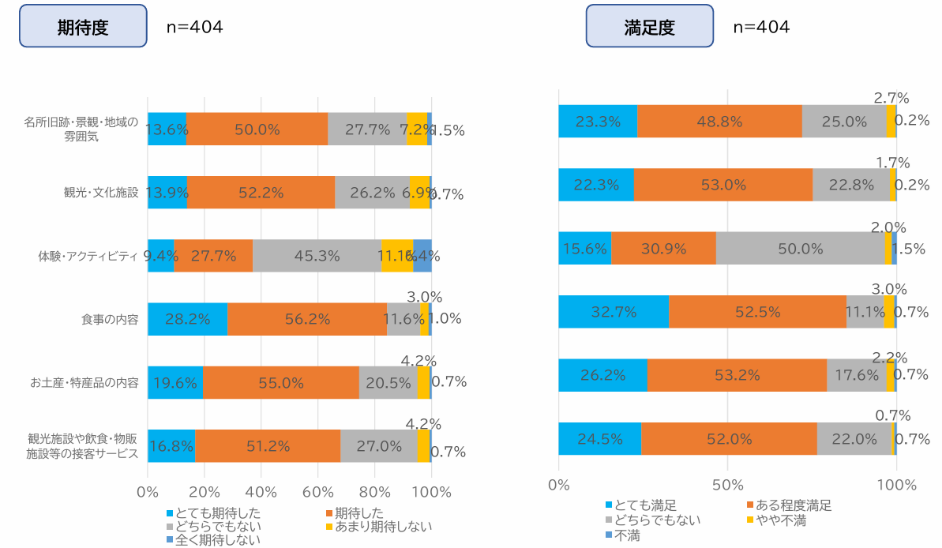 期待度 n=404
名所旧跡・景観・地域の
雰囲気
13.6% 50.0% 27.7% 7.2% 1.5%
観光・文化施設
13.9% 52.2% 26.2% 6.9% 0.7%
体験・アクティビティ
9.4% 27.7% 45.3% 11.1% 6.4%
食事の内容
28.2% 56.2% 11.6% 3.0% 1.0%
お土産・特産品の内容
19.6% 55.0% 20.5% 4.2% 0.7%
観光施設や飲食・物販
施設等の接客サービス
16.8% 51.2% 27.0% 4.2% 0.7%
0% 20% 40% 60% 80% 100%
とても期待した 期待した
どちらでもない あまり期待しない
全く期待しない
満足度 n=404
23.3% 48.8% 25.0% 2.7% 0.2%
22.3% 53.0% 22.8% 1.7% 0.2%
15.6% 30.9% 50.0% 2.0% 1.5%
32.7% 52.5% 11.1% 3.0% 0.7%
26.2% 53.2% 17.6% 2.2% 0.7%
24.5% 52.0% 22.0% 0.7% 0.7%
0% 50% 100%
とても満足 ある程度満足
どちらでもない やや不満
不満